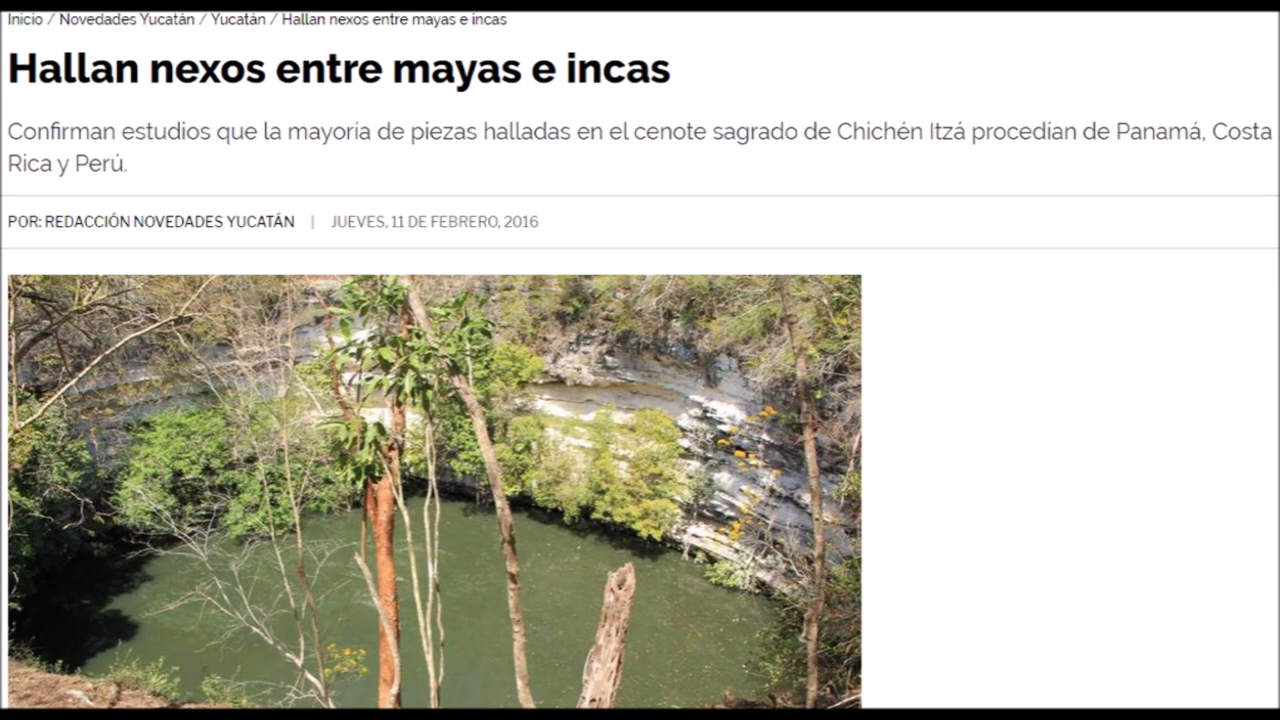 Inicio / Novedades Yucatán / Yucatán / Hallan nexos entre mayas e incas
Hallan nexos entre mayas e incas
Confirman estudios que la mayoría de piezas halladas en el cenote sagrado de Chichén Itzá procedían de Panamá, Costa
Rica y Perú.
POR: REDACCIÓN NOVEDADES YUCATÁN | JUEVES, 11 DE FEBRERO, 2016